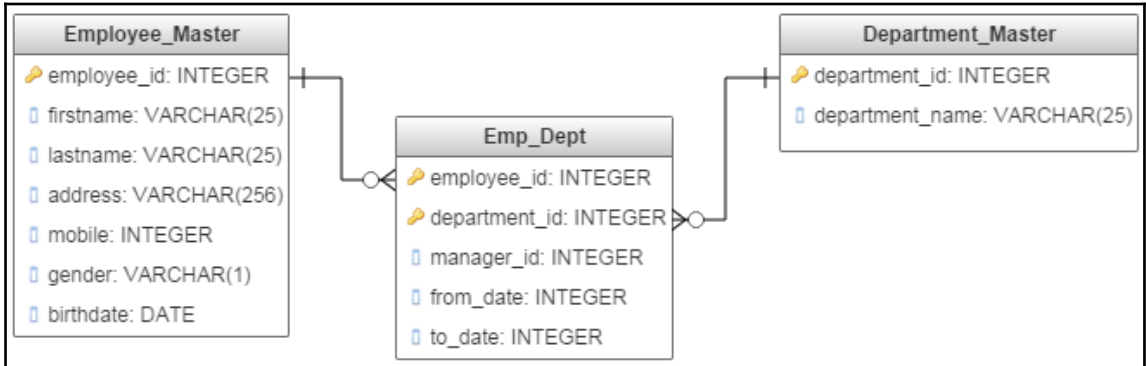 Employee_Master
employee_id: INTEGER
firstname: VARCHAR(25)
lastname: VARCHAR(25)
address: VARCHAR(256)
mobile: INTEGER
gender: VARCHAR(1)
birthdate: DATE
Emp_Dept
employee_id: INTEGER
department_id: INTEGER
manager_id: INTEGER
from_date: INTEGER
to_date: INTEGER
Department_Master
department_id: INTEGER
department_name: VARCHAR(25)